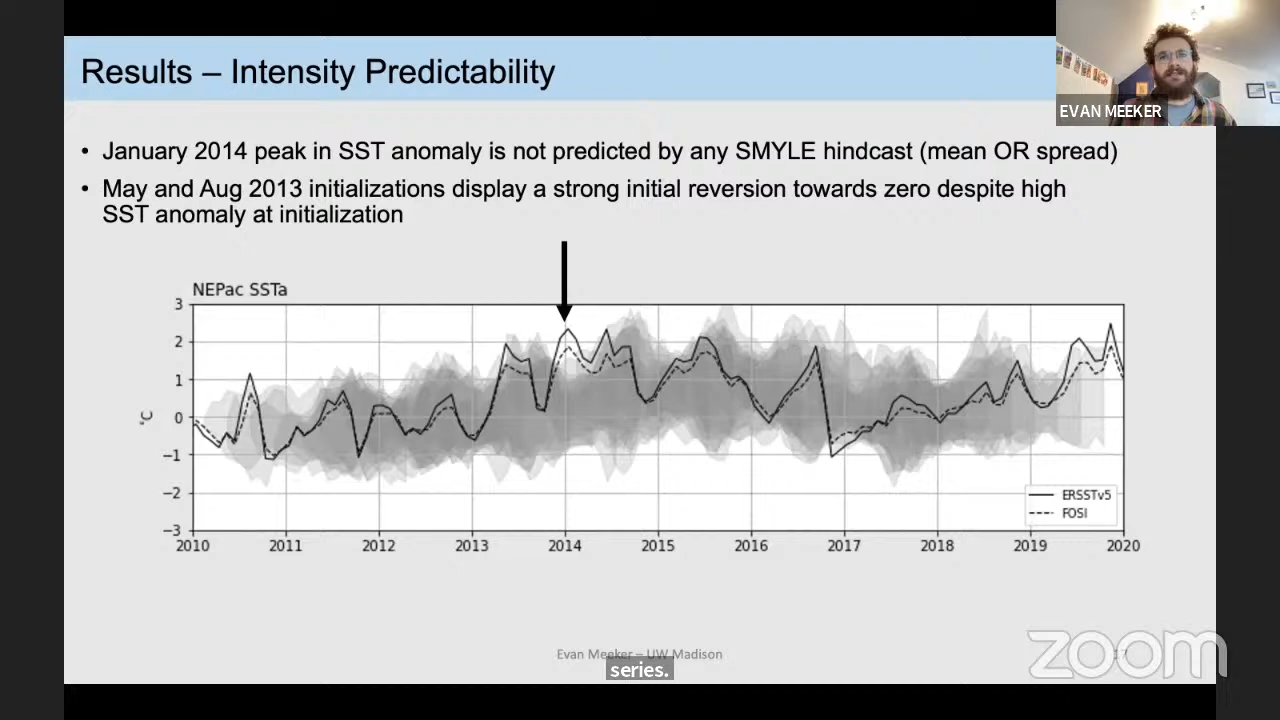 Results – Intensity Predictability
EVAN MEEKER
• January 2014 peak in SST anomaly is not predicted by any SMYLE hindcast (mean OR spread)
• May and Aug 2013 initializations display a strong initial reversion towards zero despite high
SST anomaly at initialization
NEPac SSTa
3
2
1
0
−1
−2
−3
°C
ERSSTv5
FOSI
2010 2011 2012 2013 2014 2015 2016 2017 2018 2019 2020
Evan Meeker – UW Madison
series.
zoom